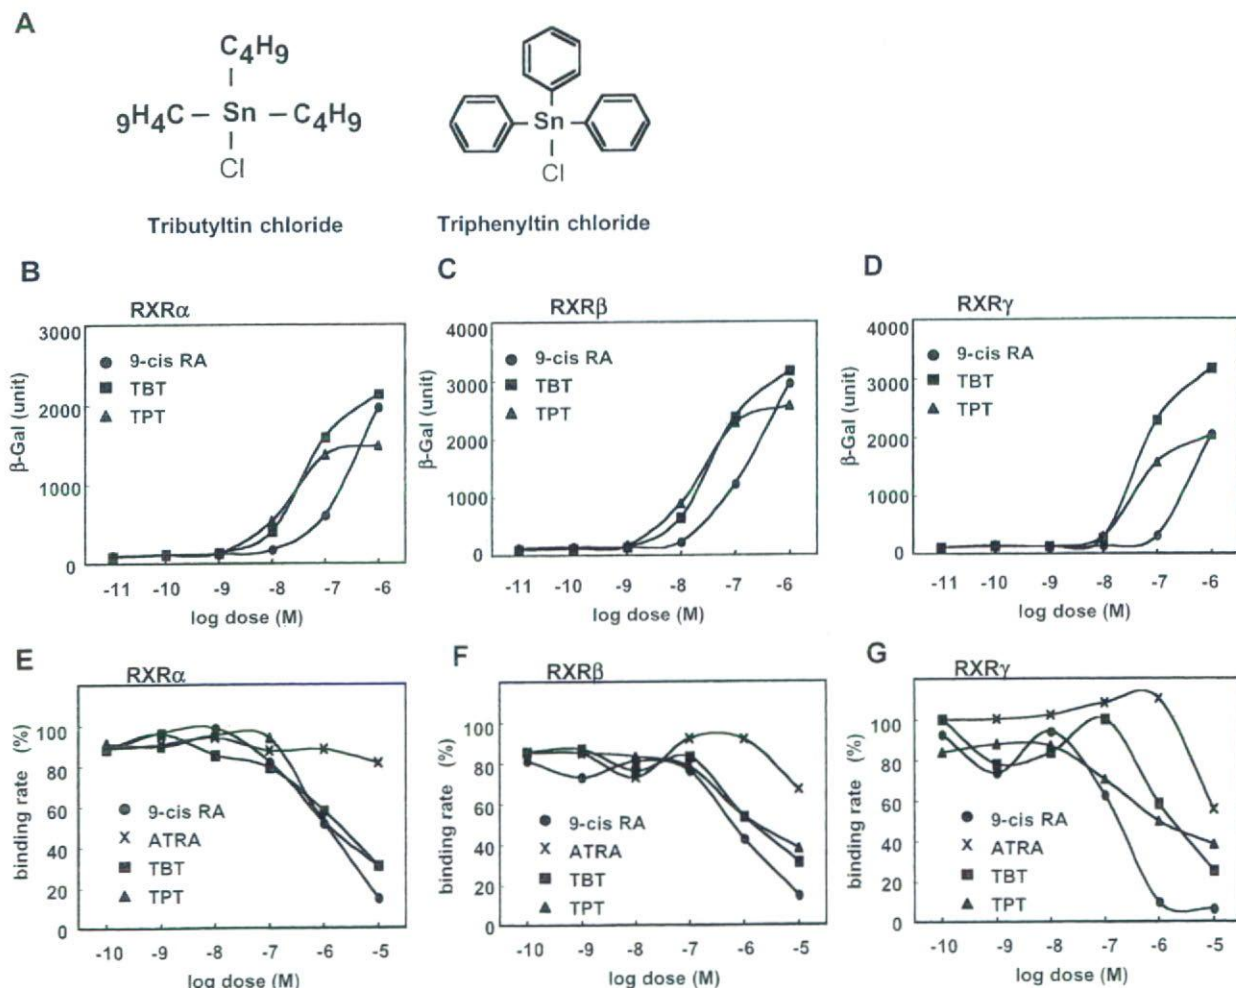 A
C4H9
9H4C – Sn – C4H9
Cl
Sn
Cl
Tributyltin chloride
Triphenyltin chloride
B
RXRα
3000
2000
1000
0
β-Gal (unit)
9-cis RA
TBT
TPT
-11 -10 -9 -8 -7 -6
log dose (M)
C
RXRβ
4000
3000
2000
1000
0
β-Gal (unit)
9-cis RA
TBT
TPT
-11 -10 -9 -8 -7 -6
log dose (M)
D
RXRγ
4000
3000
2000
1000
0
β-Gal (unit)
9-cis RA
TBT
TPT
-11 -10 -9 -8 -7 -6
log dose (M)
E
RXRα
100
80
60
40
20
0
binding rate (%)
9-cis RA
ATRA
TBT
TPT
-10 -9 -8 -7 -6 -5
log dose (M)
F
RXRβ
100
80
60
40
20
0
binding rate (%)
9-cis RA
ATRA
TBT
TPT
-10 -9 -8 -7 -6 -5
log dose (M)
G
RXRγ
100
80
60
40
20
0
binding rate (%)
9-cis RA
ATRA
TBT
TPT
-10 -9 -8 -7 -6 -5
log dose (M)